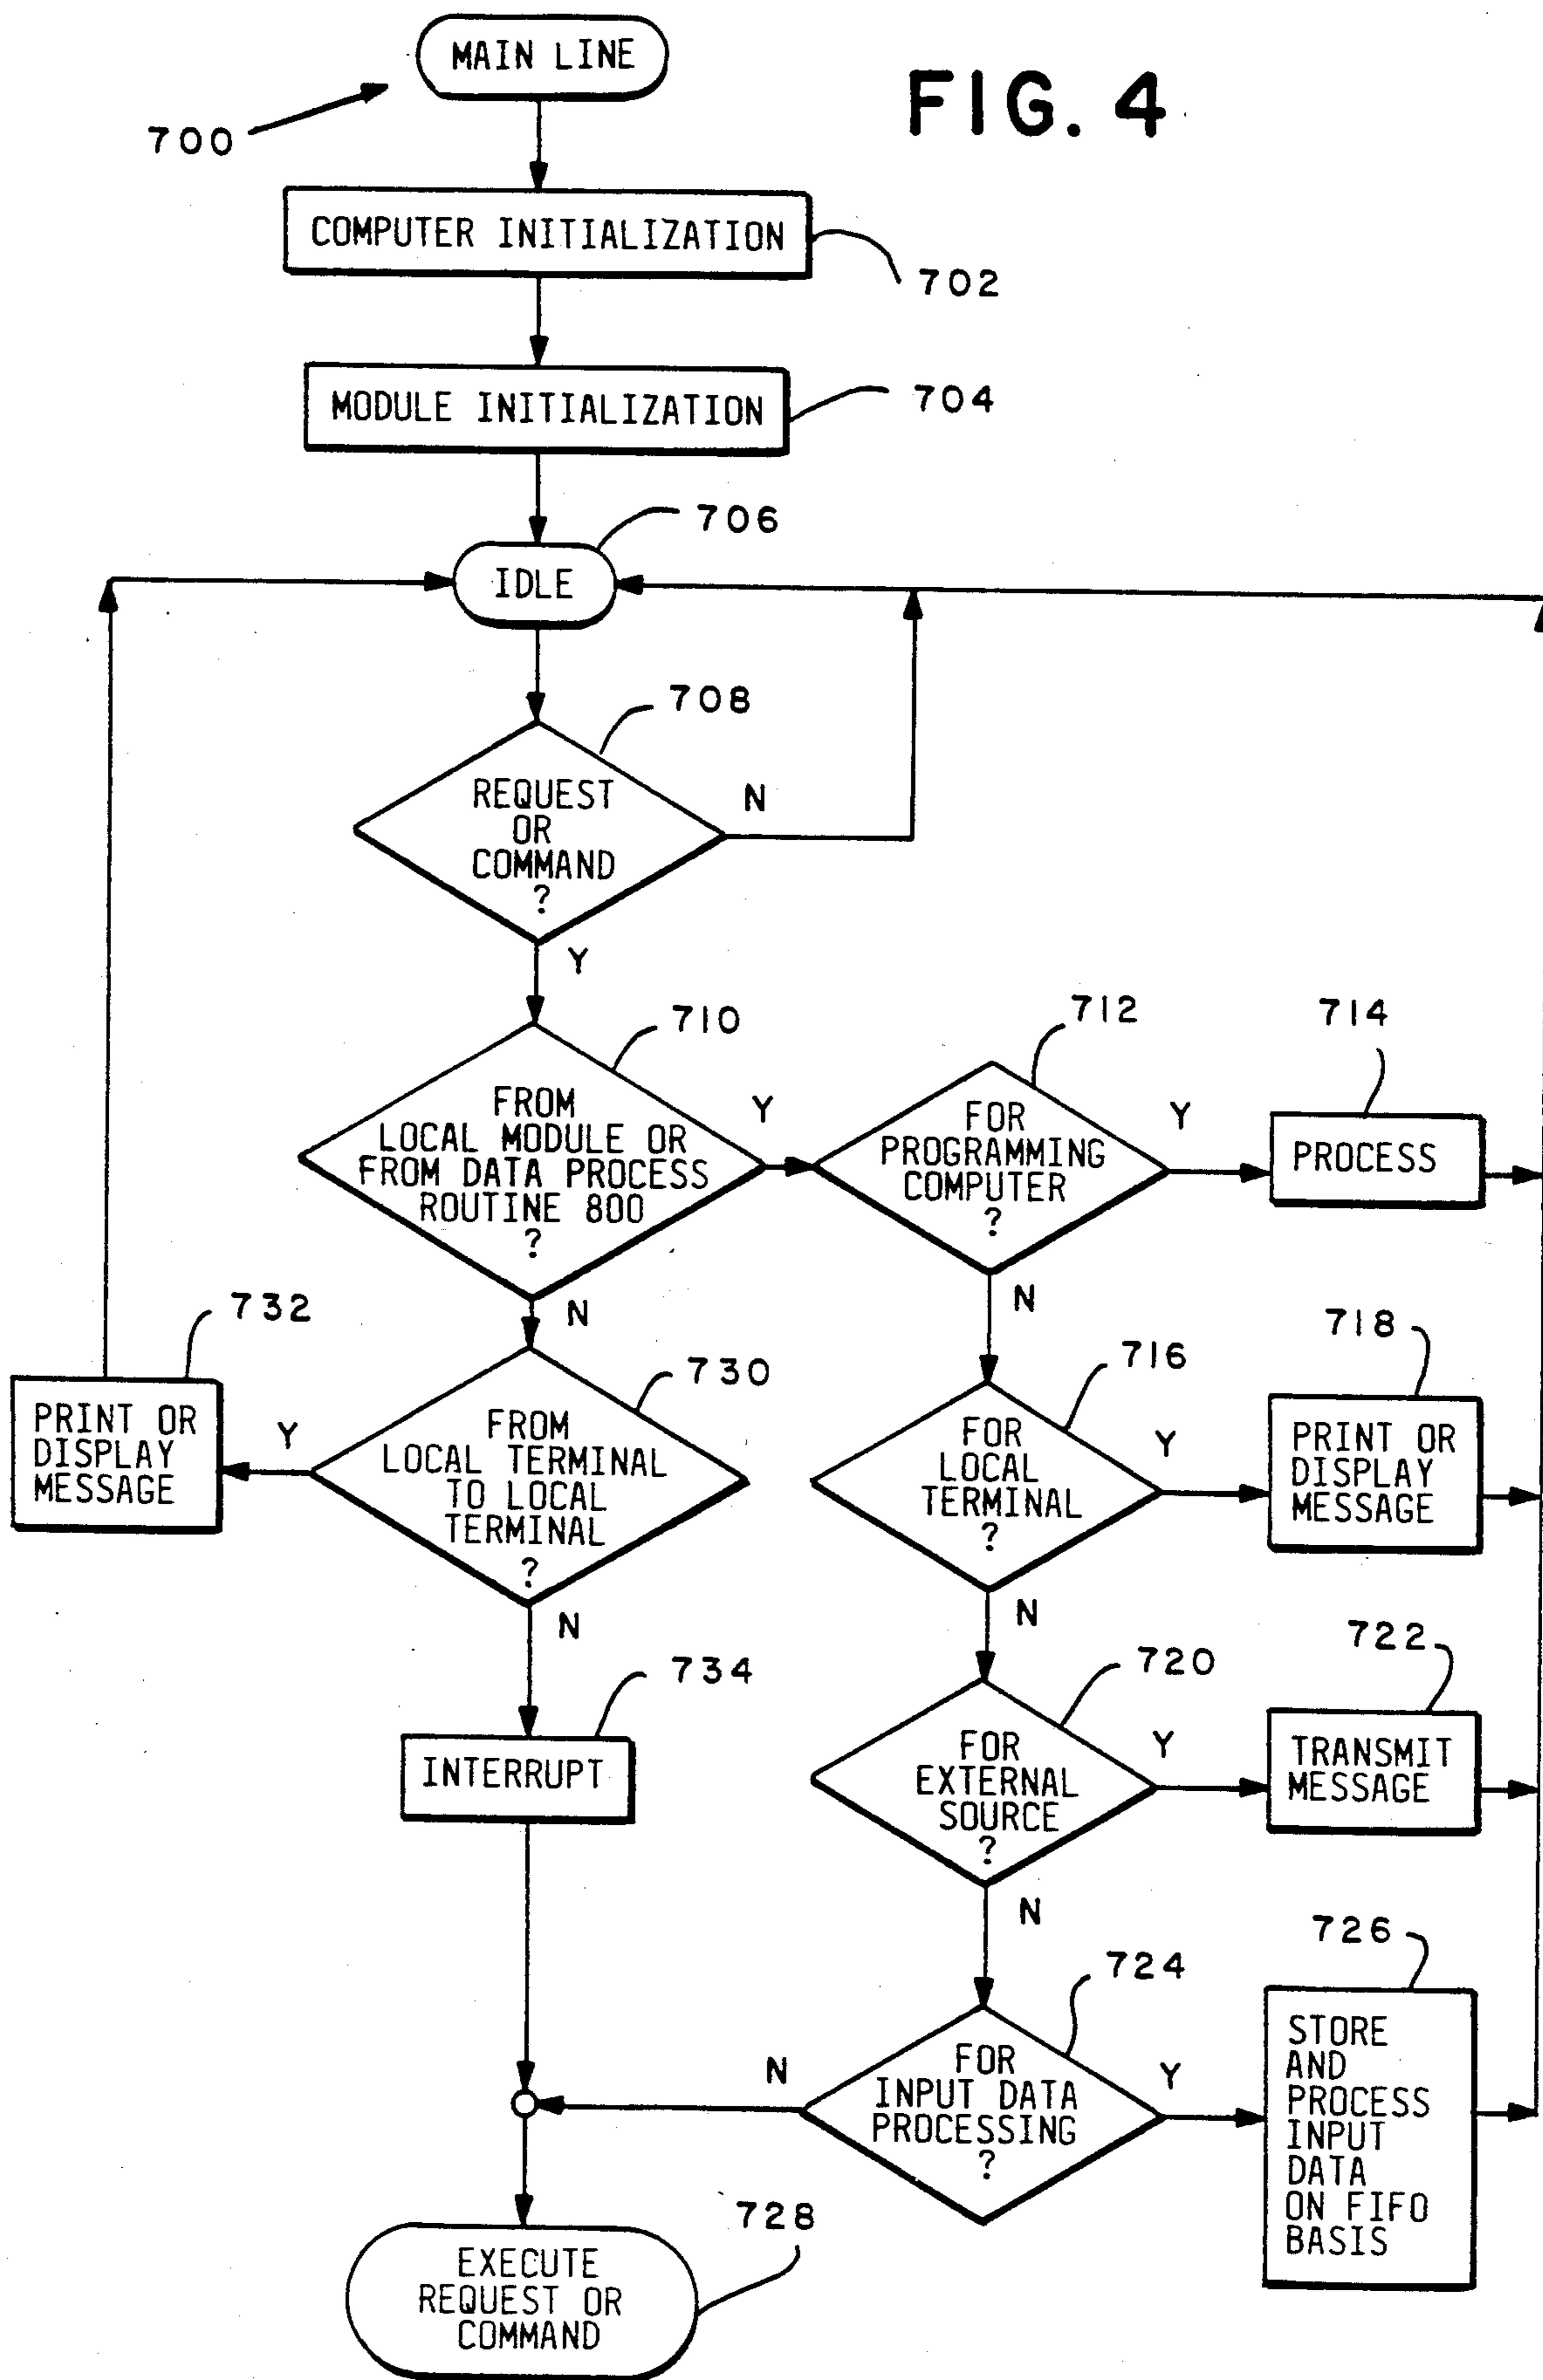 MAIN LINE
FIG. 4
700
COMPUTER INITIALIZATION
702
MODULE INITIALIZATION
704
706
IDLE
708
REQUEST
OR
COMMAND
?
N
Y
710
FROM
LOCAL MODULE OR
FROM DATA PROCESS
ROUTINE 800
?
Y
712
FOR
PROGRAMMING
COMPUTER
?
Y
714
PROCESS
N
N
732
PRINT OR
DISPLAY
MESSAGE
Y
730
FROM
LOCAL TERMINAL
TO LOCAL
TERMINAL
?
716
FOR
LOCAL
TERMINAL
?
Y
718
PRINT OR
DISPLAY
MESSAGE
N
N
734
INTERRUPT
720
FOR
EXTERNAL
SOURCE
?
Y
722
TRANSMIT
MESSAGE
N
724
FOR
INPUT DATA
PROCESSING
?
N
Y
726
STORE
AND
PROCESS
INPUT
DATA
ON FIFO
BASIS
728
EXECUTE
REQUEST OR
COMMAND